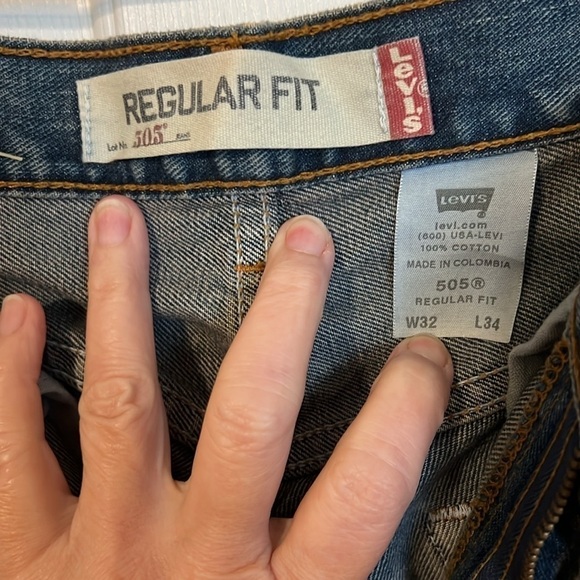 REGULAR FIT
Lot No 505® JEANS
Levi's®
LEVI'S
®
levi.com
(800) USA-LEVI
100% COTTON
MADE IN COLOMBIA
505®
REGULAR FIT
W32 L34